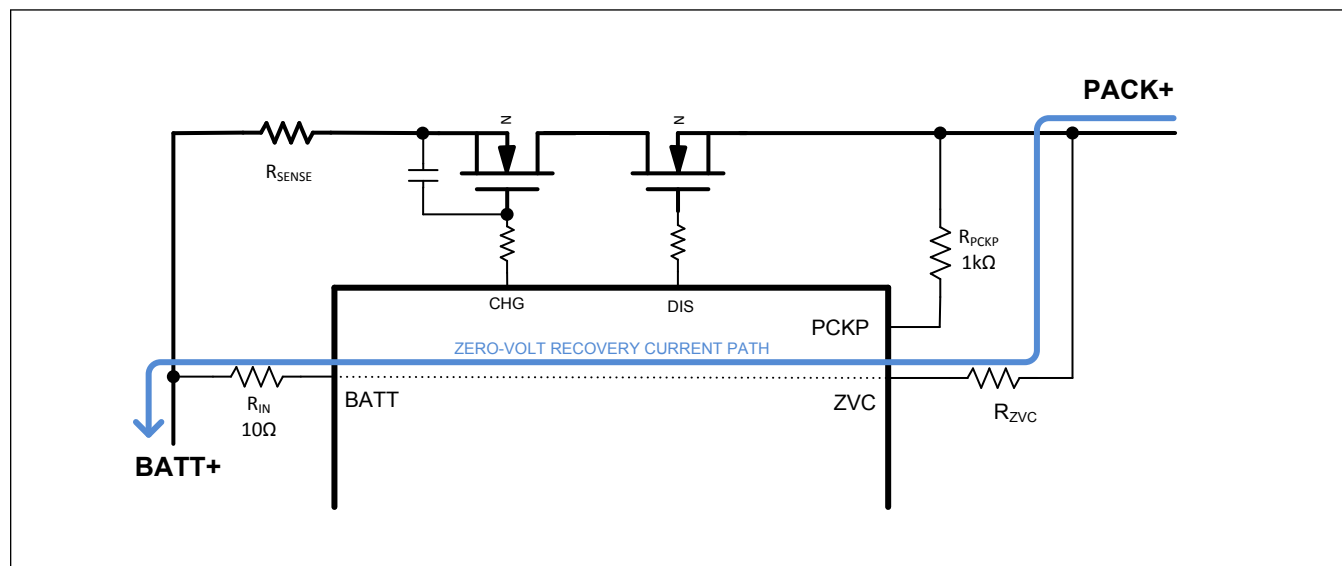 PACK+
N
N
RSENSE
RPCKP
1kΩ
CHG
DIS
PCKP
ZERO-VOLT RECOVERY CURRENT PATH
RIN
10Ω
BATT
ZVC
RZVC
BATT+